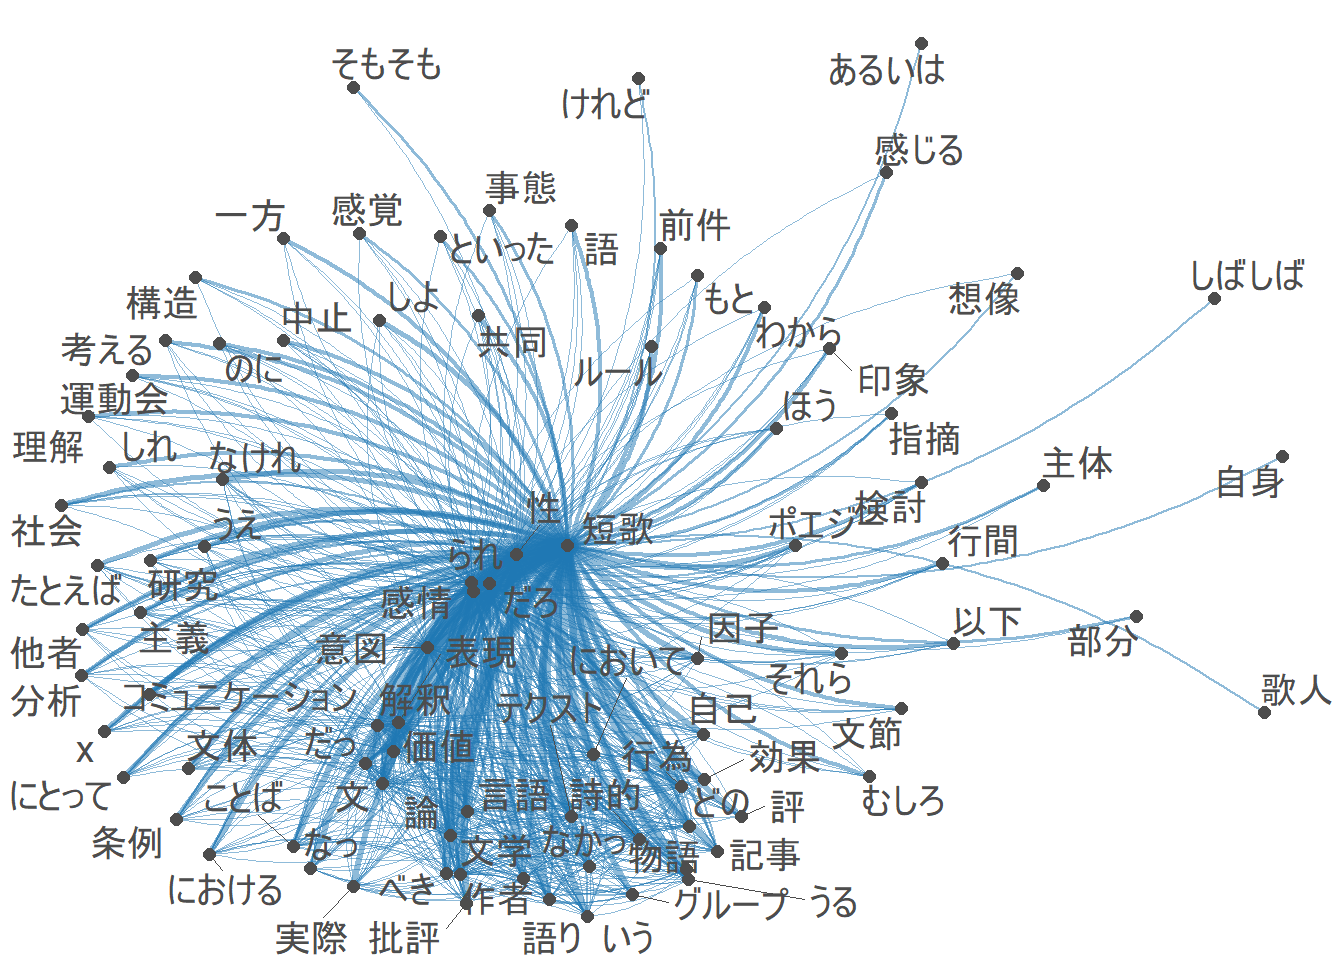 そもそも
あるいは
けれど
感じる
事態
一方
感覚
前件
といった
語
しばしば
構造
しよ
もと
想像
中止
わから
考える
共同
のに
ルール
印象
運動会
ほう
理解
しれ
なけれ
指摘
主体
自身
性
検討
社会
うえ
短歌
ポエジー
行間
られ
たとえば
研究
感情
だろ
主義
因子
以下
他者
意図
表現
において
部分
それら
分析
コミュニケーション
解釈
テクスト
自己
歌人
x
文体
だっ
価値
行為
効果
文節
にとって
ことば
文
論
言語
詩的
どの
評
むしろ
条例
なっ
文学
なかっ
物語
記事
における
べき
作者
グループ
うる
実際
批評
語り
いう